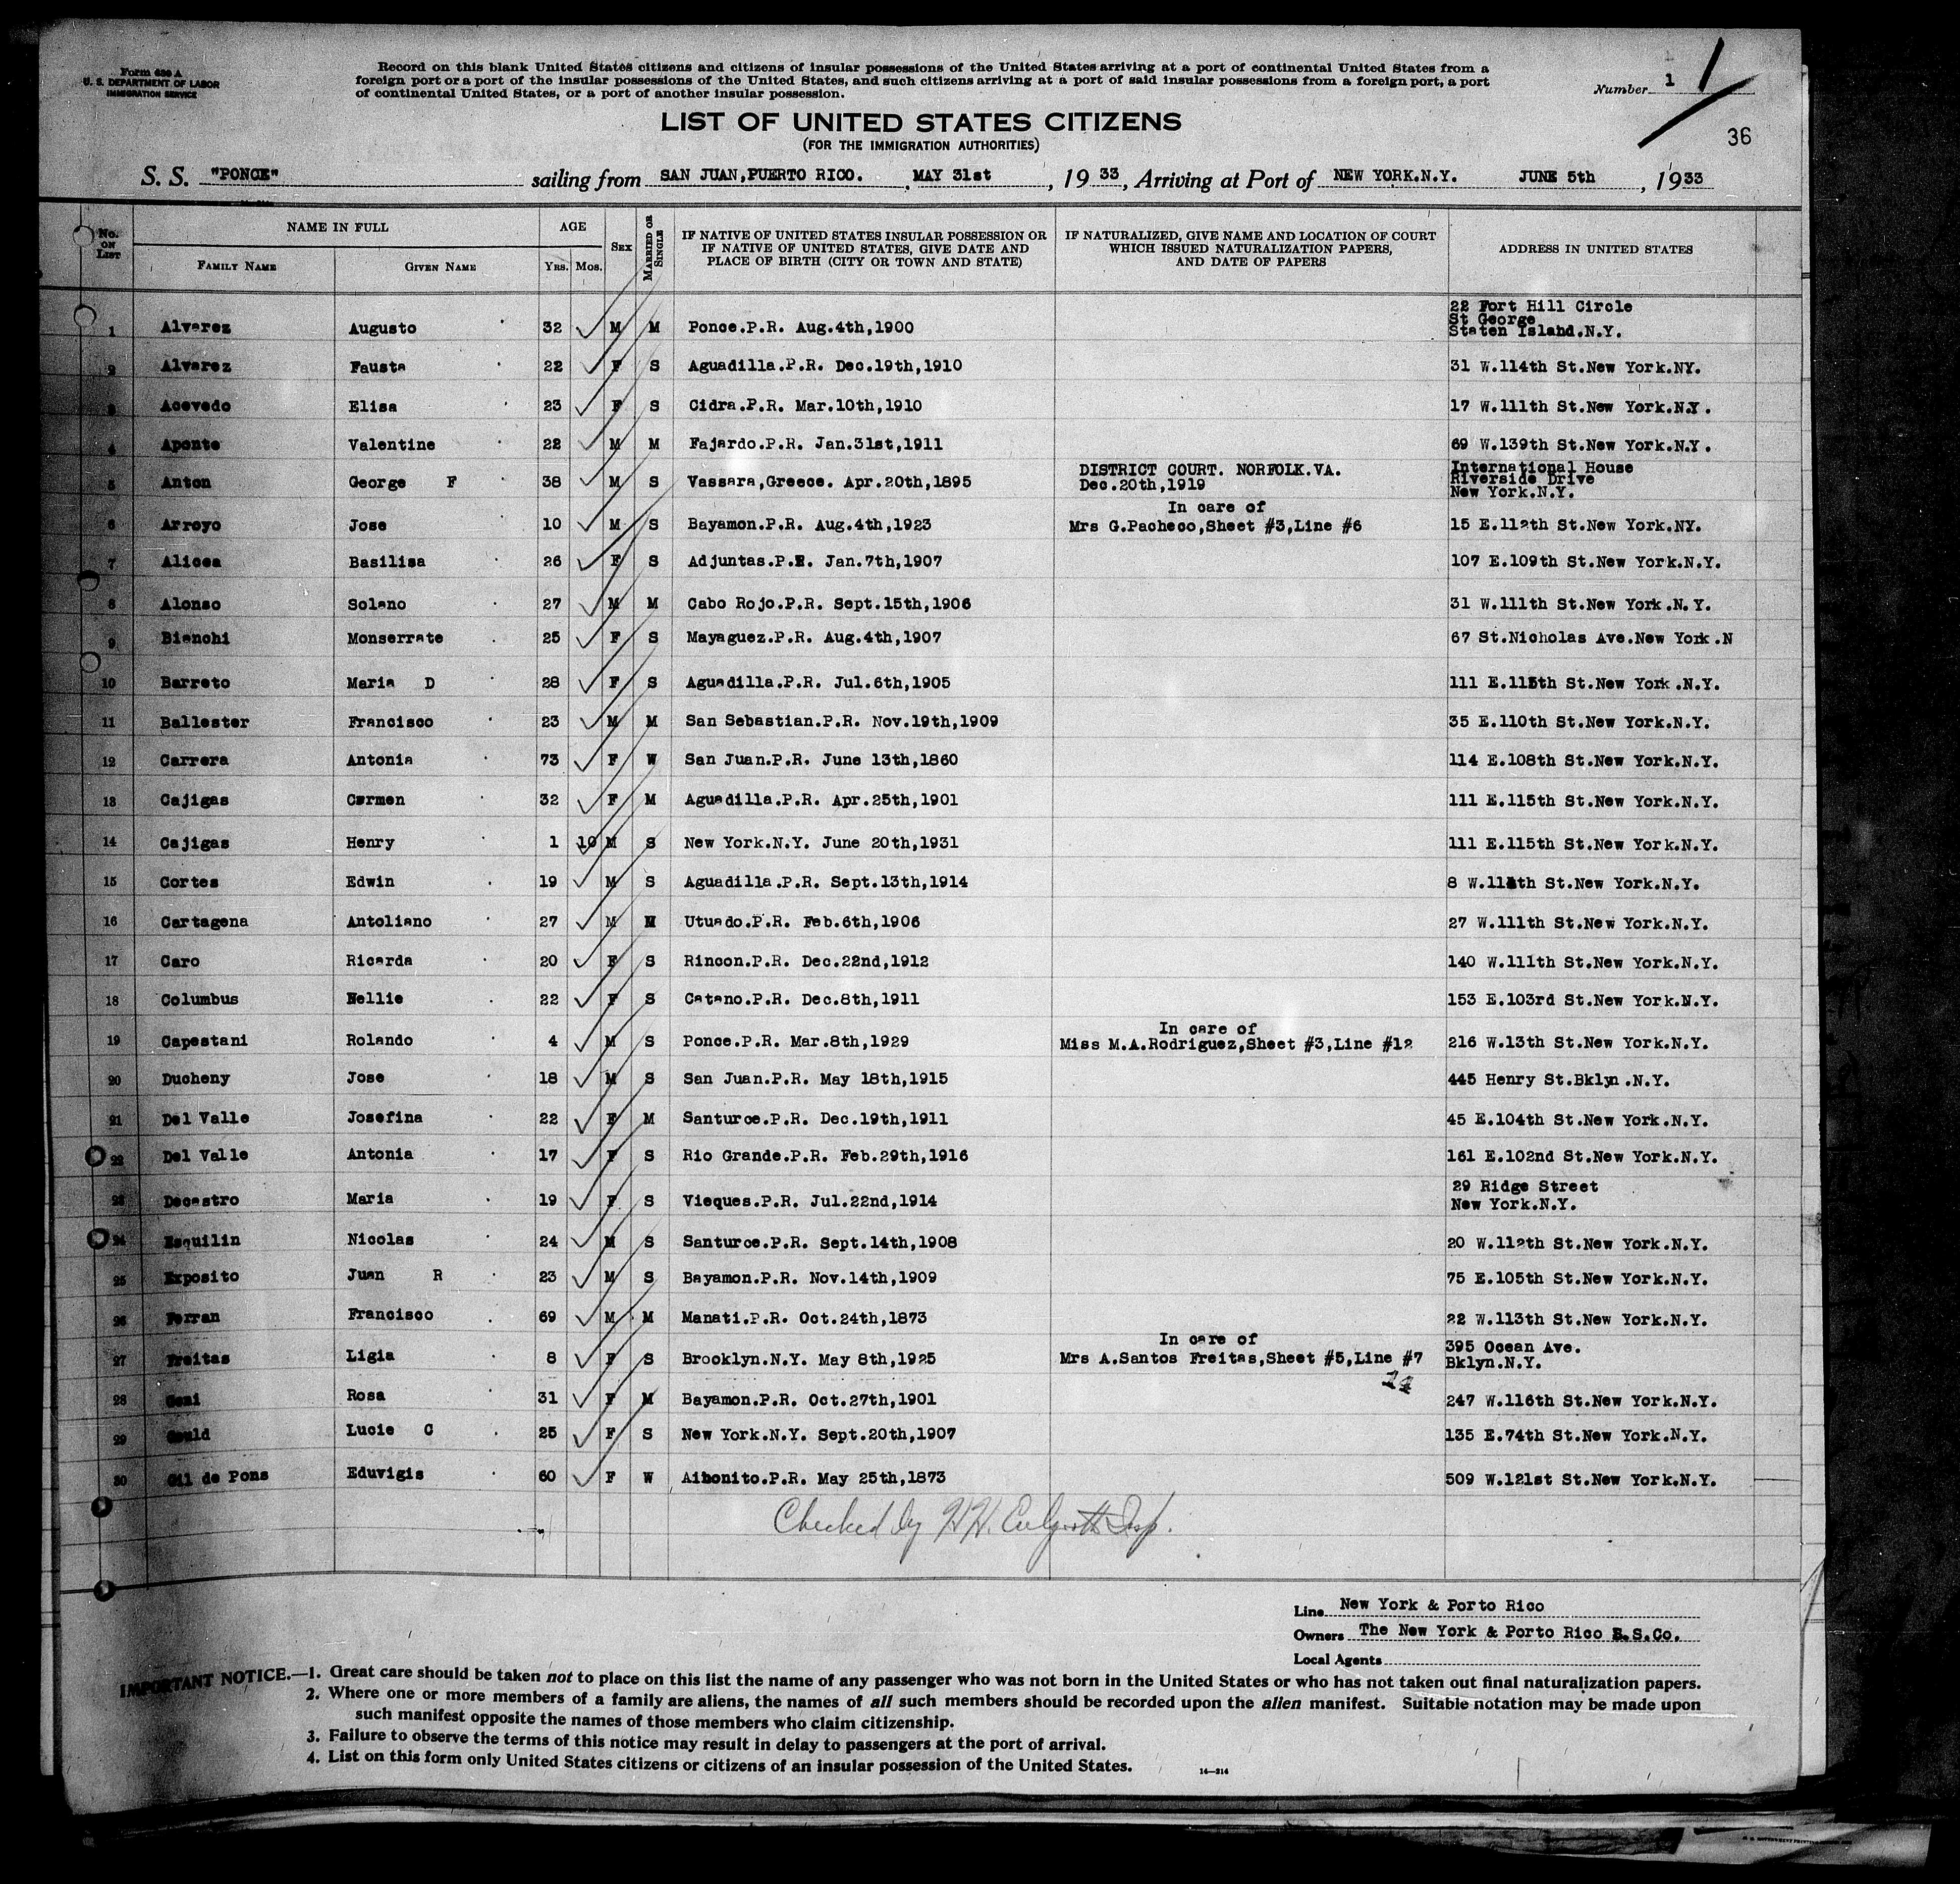 Form 630 A
U. S. DEPARTMENT OF LABOR
IMMIGRATION SERVICE
Record on this blank United States citizens and citizens of insular possessions of the United States arriving at a port of continental United States from a
foreign port or a port of the insular possessions of the United States, and such citizens arriving at a port of said insular possessions from a foreign port, a port
of continental United States, or a port of another insular possession.
Number 1 1
36
LIST OF UNITED STATES CITIZENS
(FOR THE IMMIGRATION AUTHORITIES)
S. S. "PONCE" sailing from SAN JUAN,PUERTO RICO. , MAY 31st , 19 33 , Arriving at Port of NEW YORK.N.Y. JUNE 5th , 19 33
No. ON LIST
NAME IN FULL
FAMILY NAME GIVEN NAME
AGE
YRS. MOS.
SEX
MARRIED OR SINGLE
IF NATIVE OF UNITED STATES INSULAR POSSESSION OR
IF NATIVE OF UNITED STATES, GIVE DATE AND
PLACE OF BIRTH (CITY OR TOWN AND STATE)
IF NATURALIZED, GIVE NAME AND LOCATION OF COURT
WHICH ISSUED NATURALIZATION PAPERS,
AND DATE OF PAPERS
ADDRESS IN UNITED STATES
22 Fort Hill Circle
St George
1 Alvarez Augusto 32 M M Ponce.P.R. Aug.4th,1900 Staten Island.N.Y.
2 Alvarez Fausta 22 F S Aguadilla.P.R. Dec.19th,1910 31 W.114th St.New York.NY.
3 Acevedo Elisa 23 F S Cidra.P.R. Mar.10th,1910 17 W.111th St.New York.N.Y.
4 Aponte Valentine 22 M M Fajardo.P.R. Jan.31st,1911 69 W.139th St.New York.N.Y.
DISTRICT COURT. NORFOLK.VA. International House
5 Anton George F 38 M S Vassara,Greece. Apr.20th,1895 Dec.20th,1919 Riverside Drive
New York.N.Y.
In care of
6 Arroyo Jose 10 M S Bayamon.P.R. Aug.4th,1923 Mrs G.Pacheco,Sheet #3,Line #6 15 E.112th St.New York.NY.
7 Alicea Basilisa 26 F S Adjuntas.P.R. Jan.7th,1907 107 E.109th St.New York.N.Y.
8 Alonso Solano 27 M M Cabo Rojo.P.R. Sept.15th,1906 31 W.111th St.New York.N.Y.
9 Bianchi Monserrate 25 F S Mayaguez.P.R. Aug.4th,1907 67 St.Nicholas Ave.New York.N
10 Barreto Maria D 28 F S Aguadilla.P.R. Jul.6th,1905 111 E.115th St.New York.N.Y.
11 Ballester Francisco 23 M M San Sebastian.P.R. Nov.19th,1909 35 E.110th St.New York.N.Y.
12 Carrera Antonia 73 F W San Juan.P.R. June 13th,1860 114 E.108th St.New York.N.Y.
13 Cajigas Carmen 32 F M Aguadilla.P.R. Apr.25th,1901 111 E.115th St.New York.N.Y.
14 Cajigas Henry 1 10 M S New York.N.Y. June 20th,1931 111 E.115th St.New York.N.Y.
15 Cortes Edwin 19 M S Aguadilla.P.R. Sept.13th,1914 8 St.New York.N.Y.
16 Cartagena Antoliano 27 M M Utuado.P.R. Feb.6th,1906 27 W.111th St.New York.N.Y.
17 Caro Ricarda 20 F S Rincon.P.R. Dec.22nd,1912 140 W.111th St.New York.N.Y.
18 Columbus Nellie 22 F S Catano.P.R. Dec.8th,1911 153 E.103rd St.New York.N.Y.
In care of
19 Capestani Rolando 4 M S Ponce.P.R. Mar.8th,1929 Miss M.A.Rodriguez,Sheet #3,Line #12 216 W.13th St.New York.N.Y.
20 Ducheny Jose 18 M S San Juan.P.R. May 18th,1915 445 Henry St.Bklyn.N.Y.
21 Del Valle Josefina 22 F M Santurce.P.R. Dec.19th,1911 45 E.104th St.New York.N.Y.
22 Del Valle Antonia 17 F S Rio Grande.P.R. Feb.29th,1916 161 E.102nd St.New York.N.Y.
29 Ridge Street
23 Decastro Maria 19 F S Vieques.P.R. Jul.22nd,1914 New York.N.Y.
24 Esquilin Nicolas 24 M S Santurce.P.R. Sept.14th,1908 20 W.112th St.New York.N.Y.
25 Exposito Juan R 23 M S Bayamon.P.R. Nov.14th,1909 75 E.105th St.New York.N.Y.
26 Ferran Francisco 69 M M Manati.P.R. Oct.24th,1873 22 W.113th St.New York.N.Y.
In care of 395 Ocean Ave.
27 Freitas Ligia 8 F S Brooklyn.N.Y. May 8th,1925 Mrs A.Santos Freitas,Sheet #5,Line #7 Bklyn.N.Y.
14
28 Goni Rosa 31 F M Bayamon.P.R. Oct.27th,1901 247 W.116th St.New York.N.Y.
29 Gould Lucie C 25 F S New York.N.Y. Sept.20th,1907 135 E.74th St.New York.N.Y.
30 Gil de Pons Eduvigis 60 F W Aibonito.P.R. May 25th,1873 509 W.121st St.New York.N.Y.
Checked by H.H. Insp.
Line New York & Porto Rico
Owners The New York & Porto Rico S.S.Co.
Local Agents
IMPORTANT NOTICE.—1. Great care should be taken not to place on this list the name of any passenger who was not born in the United States or who has not taken out final naturalization papers.
2. Where one or more members of a family are aliens, the names of all such members should be recorded upon the alien manifest. Suitable notation may be made upon
such manifest opposite the names of those members who claim citizenship.
3. Failure to observe the terms of this notice may result in delay to passengers at the port of arrival.
4. List on this form only United States citizens or citizens of an insular possession of the United States.
14—214